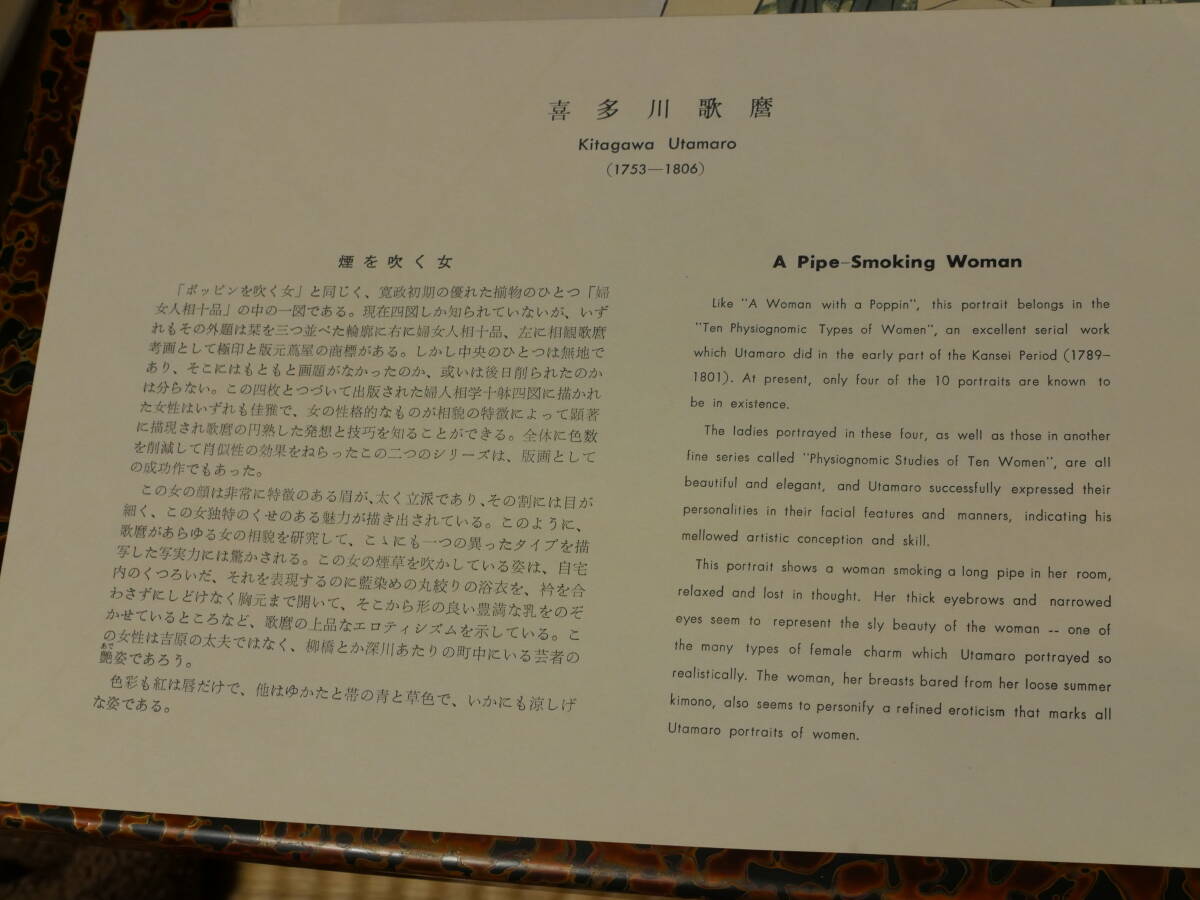 喜多川歌麿
Kitagawa Utamaro
(1753—1806)
煙を吹く女
「ポッピンを吹く女」と同じく、寛政初期の優れた揃物のひとつ「婦
女人相十品」の中の一図である。現在四図しか知られていないが、いず
れもその外題は栞を三つ並べた輪廓に右に婦女人相十品、左に相観歌麿
考画として極印と版元蔦屋の商標がある。しかし中央のひとつは無地で
あり、そこにはもともと画題がなかったのか、或いは後日削られたのか
は分らない。この四枚とつづいて出版された婦人相学十躰四図に描かれ
た女性はいずれも佳雅で、女の性格的なものが相貌の特徴によって顕著
に描現され歌麿の円熟した発想と技巧を知ることができる。全体に色数
を削減して肖似性の効果をねらったこの二つのシリーズは、版画として
の成功作でもあった。
この女の顔は非常に特徴のある眉が、太く立派であり、その割には目が
細く、この女独特のくせのある魅力が描き出されている。このように、
歌麿があらゆる女の相貌を研究して、こゝにも一つの異ったタイプを描
写した写実力には驚かされる。この女の煙草を吹かしている姿は、自宅
内のくつろいだ、それを表現するのに藍染めの丸絞りの浴衣を、衿を合
わさずにしどけなく胸元まで開いて、そこから形の良い豊満な乳をのぞ
かせているところなど、歌麿の上品なエロティシズムを示している。こ
の女性は吉原の太夫ではなく、柳橋とか深川あたりの町中にいる芸者の
あで
艶姿であろう。
色彩も紅は唇だけで、他はゆかたと帯の青と草色で、いかにも涼しげ
な姿である。
A Pipe-Smoking Woman
Like "A Woman with a Poppin", this portrait belongs in the
"Ten Physiognomic Types of Women", an excellent serial work
which Utamaro did in the early part of the Kansei Period (1789-
1801). At present, only four of the 10 portraits are known to
be in existence.
The ladies portrayed in these four, as well as those in another
fine series called "Physiognomic Studies of Ten Women", are all
beautiful and elegant, and Utamaro successfully expressed their
personalities in their facial features and manners, indicating his
mellowed artistic conception and skill.
This portrait shows a woman smoking a long pipe in her room,
relaxed and lost in thought. Her thick eyebrows and narrowed
eyes seem to represent the sly beauty of the woman -- one of
the many types of female charm which Utamaro portrayed so
realistically. The woman, her breasts bared from her loose summer
kimono, also seems to personify a refined eroticism that marks all
Utamaro portraits of women.